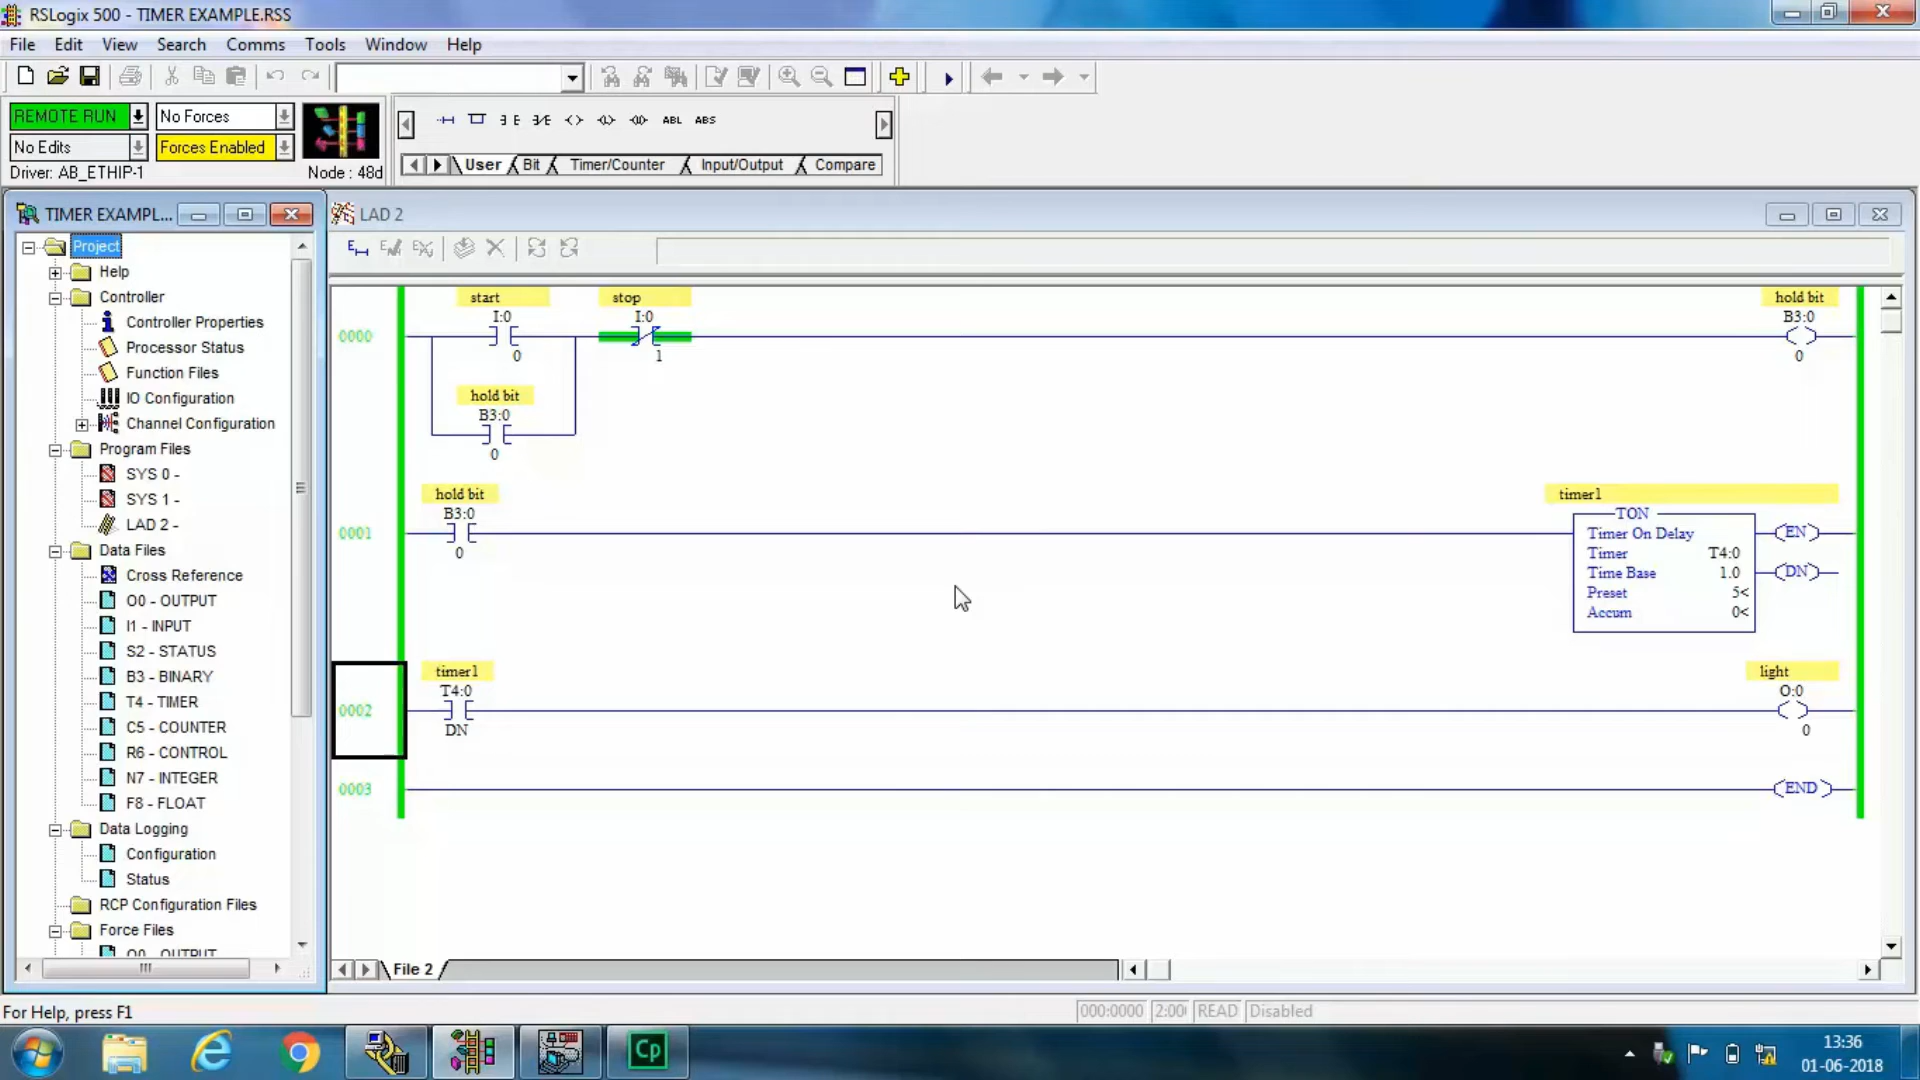 RSLogix 500 - TIMER EXAMPLE.RSS
File Edit View Search Comms Tools Window Help
REMOTE RUN No Forces
No Edits Forces Enabled
Driver: AB_ETHIP-1 Node : 48d
ABL ABS
User Bit Timer/Counter Input/Output Compare
TIMER EXAMPL...
Project
Help
Controller
Controller Properties
Processor Status
Function Files
IO Configuration
Channel Configuration
Program Files
SYS 0 -
SYS 1 -
LAD 2 -
Data Files
Cross Reference
O0 - OUTPUT
I1 - INPUT
S2 - STATUS
B3 - BINARY
T4 - TIMER
C5 - COUNTER
R6 - CONTROL
N7 - INTEGER
F8 - FLOAT
Data Logging
Configuration
Status
RCP Configuration Files
Force Files
O0 - OUTPUT
LAD 2
start stop hold bit
I:0 I:0 B3:0
0000
0 1 0
hold bit
B3:0
0
hold bit timer1
B3:0 TON
0001 Timer On Delay EN
0 Timer T4:0
Time Base 1.0 DN
Preset 5<
Accum 0<
timer1 light
T4:0 O:0
0002
DN 0
0003 END
File 2
For Help, press F1
000:0000 2:00 READ Disabled
Cp
13:36
01-06-2018